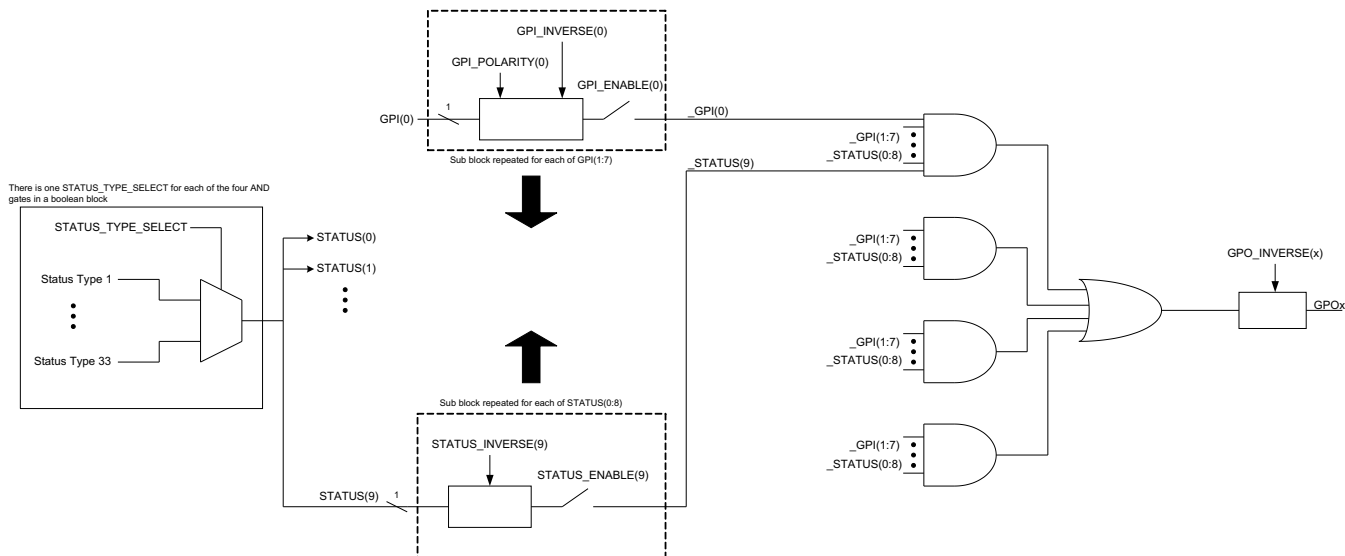 GPI_INVERSE(0)
GPI_POLARITY(0)
GPI_ENABLE(0)
GPI(0)
1
_GPI(0)
_GPI(1:7)
_STATUS(0:8)
Sub block repeated for each of GPI(1:7)
_STATUS(9)
There is one STATUS_TYPE_SELECT for each of the four AND
gates in a boolean block
STATUS_TYPE_SELECT
STATUS(0)
STATUS(1)
Status Type 1
Status Type 33
_GPI(1:7)
_STATUS(0:8)
GPO_INVERSE(x)
GPOx
_GPI(1:7)
_STATUS(0:8)
Sub block repeated for each of STATUS(0:8)
STATUS_INVERSE(9)
STATUS_ENABLE(9)
STATUS(9)
1
_GPI(1:7)
_STATUS(0:8)